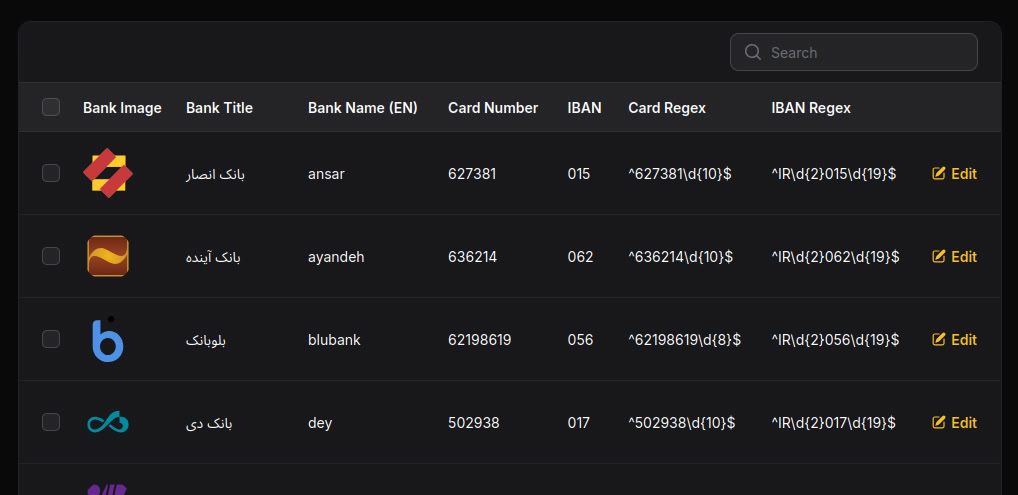 Search
Bank Image Bank Title Bank Name (EN) Card Number IBAN Card Regex IBAN Regex
بانک انصار ansar 627381 015 ^627381\d{10}$ ^IR\d{2}015\d{19}$ Edit
بانک آینده ayandeh 636214 062 ^636214\d{10}$ ^IR\d{2}062\d{19}$ Edit
بلوبانک blubank 62198619 056 ^62198619\d{8}$ ^IR\d{2}056\d{19}$ Edit
بانک دی dey 502938 017 ^502938\d{10}$ ^IR\d{2}017\d{19}$ Edit